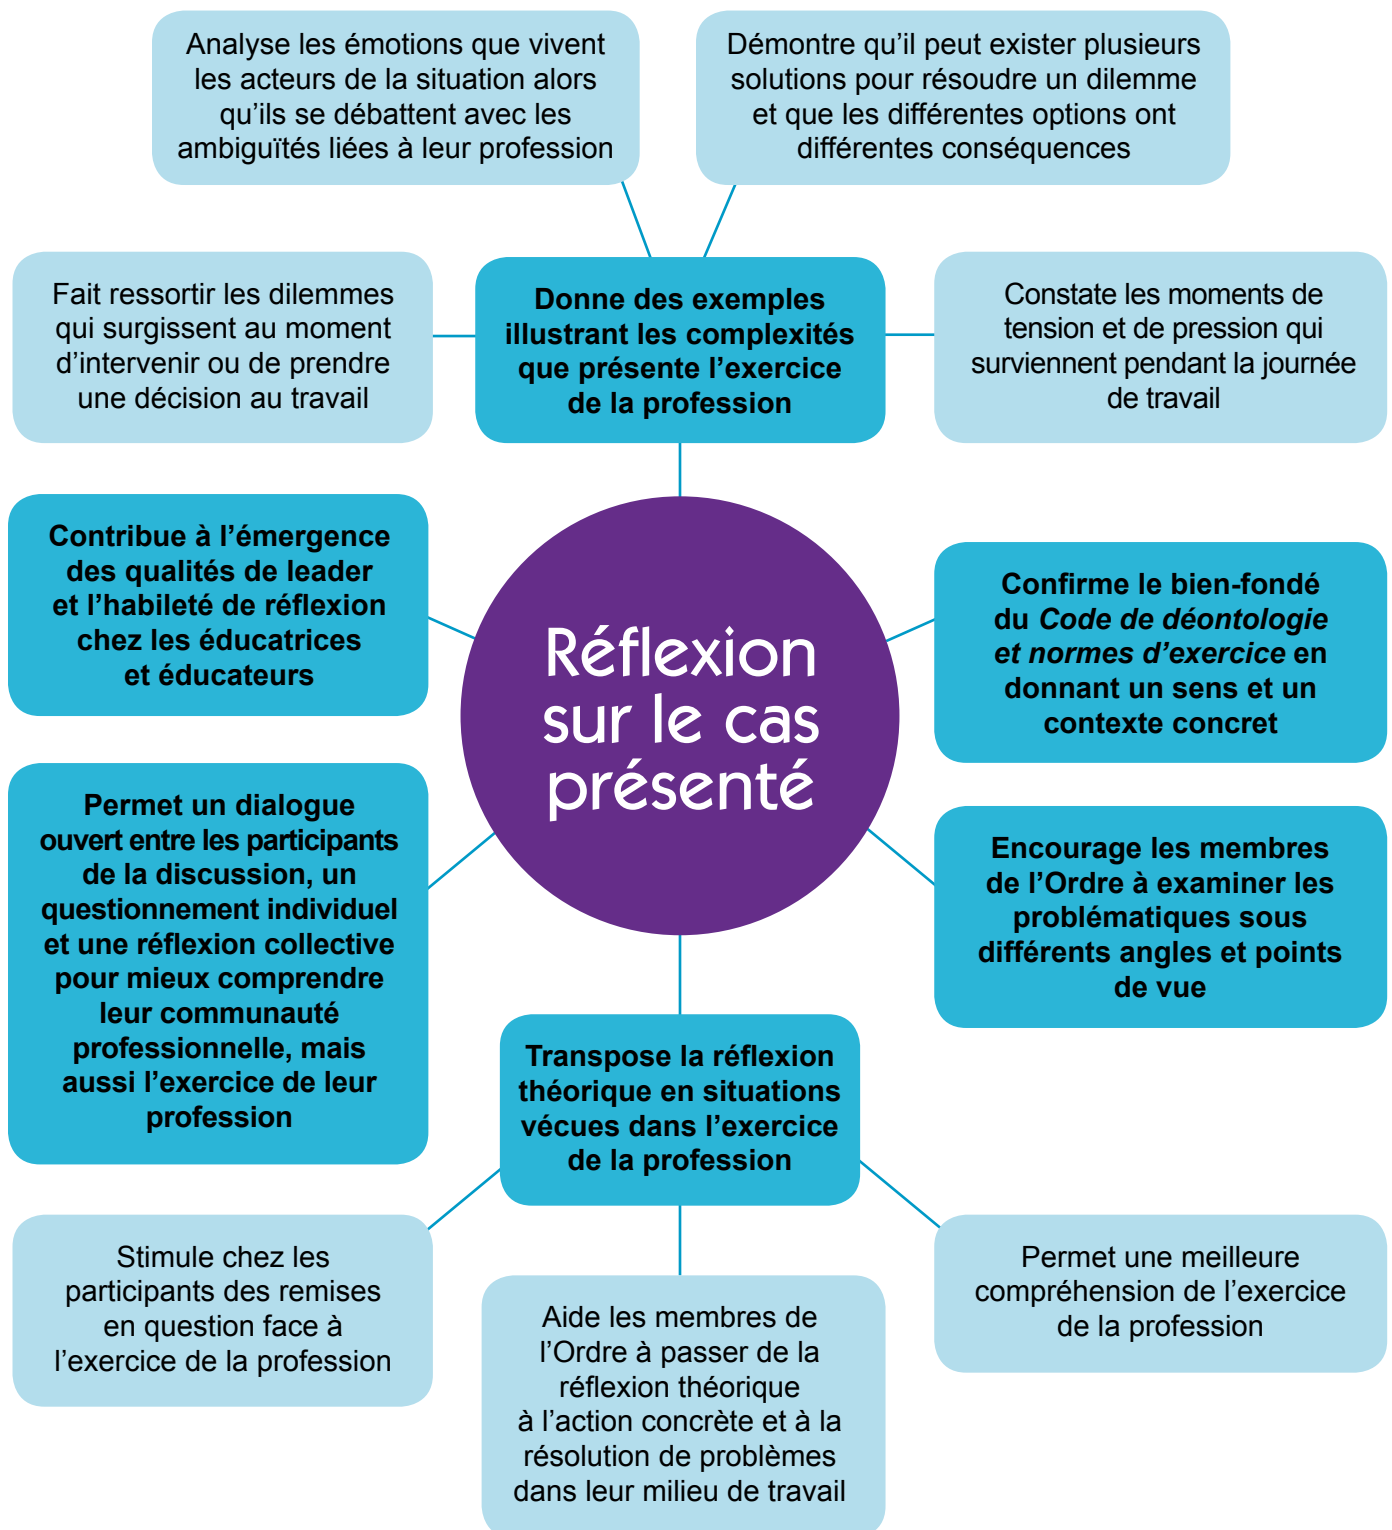 Analyse les émotions que vivent
les acteurs de la situation alors
qu’ils se débattent avec les
ambiguïtés liées à leur profession
Démontre qu’il peut exister plusieurs
solutions pour résoudre un dilemme
et que les différentes options ont
différentes conséquences
Fait ressortir les dilemmes
qui surgissent au moment
d’intervenir ou de prendre
une décision au travail
Donne des exemples
illustrant les complexités
que présente l’exercice
de la profession
Constate les moments de
tension et de pression qui
surviennent pendant la journée
de travail
Contribue à l’émergence
des qualités de leader
et l’habileté de réflexion
chez les éducatrices
et éducateurs
Réflexion
sur le cas
présenté
Confirme le bien-fondé
du Code de déontologie
et normes d’exercice en
donnant un sens et un
contexte concret
Permet un dialogue
ouvert entre les participants
de la discussion, un
questionnement individuel
et une réflexion collective
pour mieux comprendre
leur communauté
professionnelle, mais
aussi l’exercice de leur
profession
Encourage les membres
de l’Ordre à examiner les
problématiques sous
différents angles et points
de vue
Transpose la réflexion
théorique en situations
vécues dans l’exercice
de la profession
Stimule chez les
participants des remises
en question face à
l’exercice de la profession
Aide les membres de
l’Ordre à passer de la
réflexion théorique
à l’action concrète et à la
résolution de problèmes
dans leur milieu de travail
Permet une meilleure
compréhension de l’exercice
de la profession